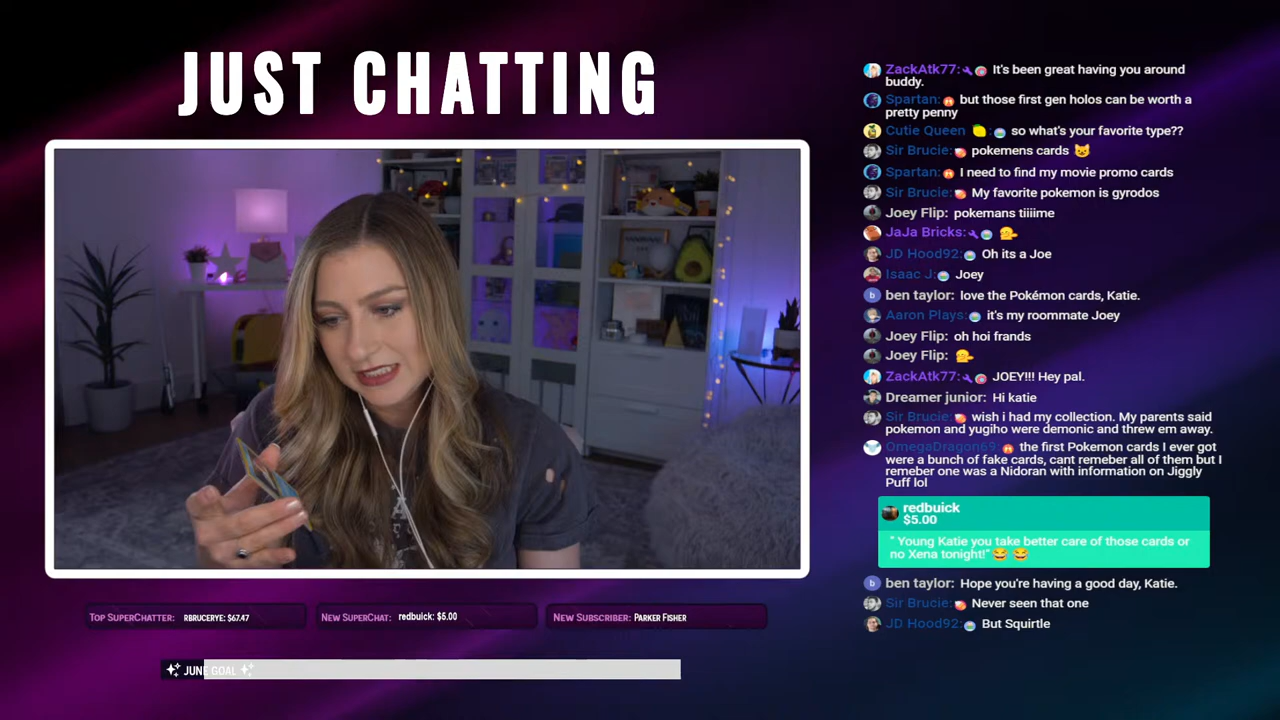 JUST CHATTING
ZackAtk77: It's been great having you around
buddy.
Spartan: but those first gen holos can be worth a
pretty penny
Cutie Queen : so what's your favorite type??
Sir Brucie: pokemens cards
Spartan: I need to find my movie promo cards
Sir Brucie: My favorite pokemon is gyrodos
Joey Flip: pokemans tiiiime
JaJa Bricks:
JD Hood92: Oh its a Joe
Isaac J: Joey
b ben taylor: love the Pokémon cards, Katie.
Aaron Plays: it's my roommate Joey
Joey Flip: oh hoi frands
Joey Flip:
ZackAtk77: JOEY!!! Hey pal.
Dreamer junior: Hi katie
Sir Brucie: wish i had my collection. My parents said
pokemon and yugiho were demonic and threw em away.
OmegaDragon69: the first Pokemon cards I ever got
were a bunch of fake cards, cant remeber all of them but I
remeber one was a Nidoran with information on Jiggly
Puff lol
redbuick
$5.00
" Young Katie you take better care of those cards or
no Xena tonight!"
b ben taylor: Hope you're having a good day, Katie.
Sir Brucie: Never seen that one
JD Hood92: But Squirtle
TOP SUPERCHATTER: RBRUCERYE: $67.47
NEW SUPERCHAT: redbuick: $5.00
NEW SUBSCRIBER: PARKER FISHER
JUNE GOAL